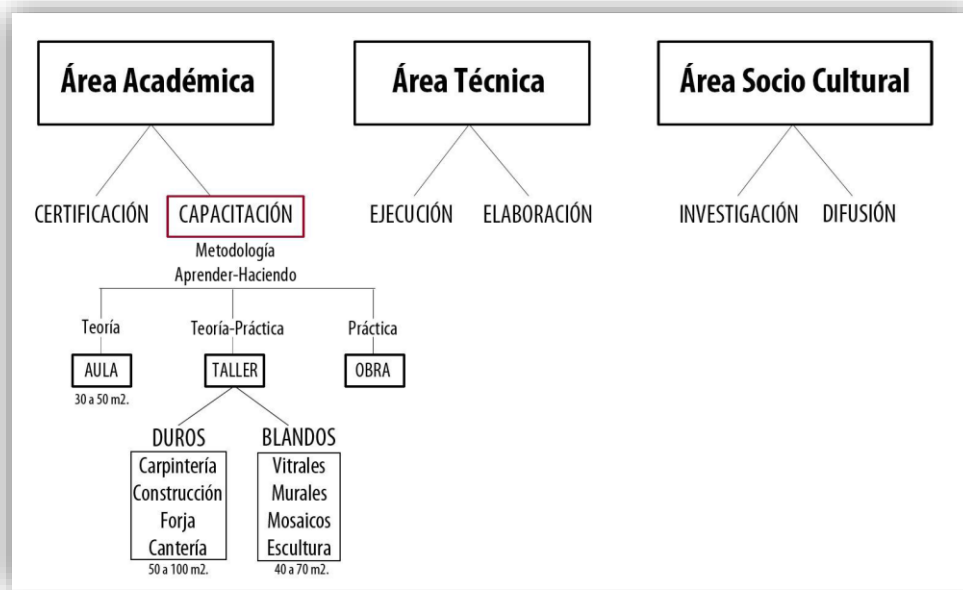 Área Académica
Área Técnica
Área Socio Cultural
CERTIFICACIÓN
CAPACITACIÓN
EJECUCIÓN
ELABORACIÓN
INVESTIGACIÓN
DIFUSIÓN
Metodología
Aprender-Haciendo
Teoría
Teoría-Práctica
Práctica
AULA
TALLER
OBRA
30 a 50 m2.
DUROS
BLANDOS
Carpintería
Construcción
Forja
Cantería
50 a 100 m2.
Vitrales
Murales
Mosaicos
Escultura
40 a 70 m2.